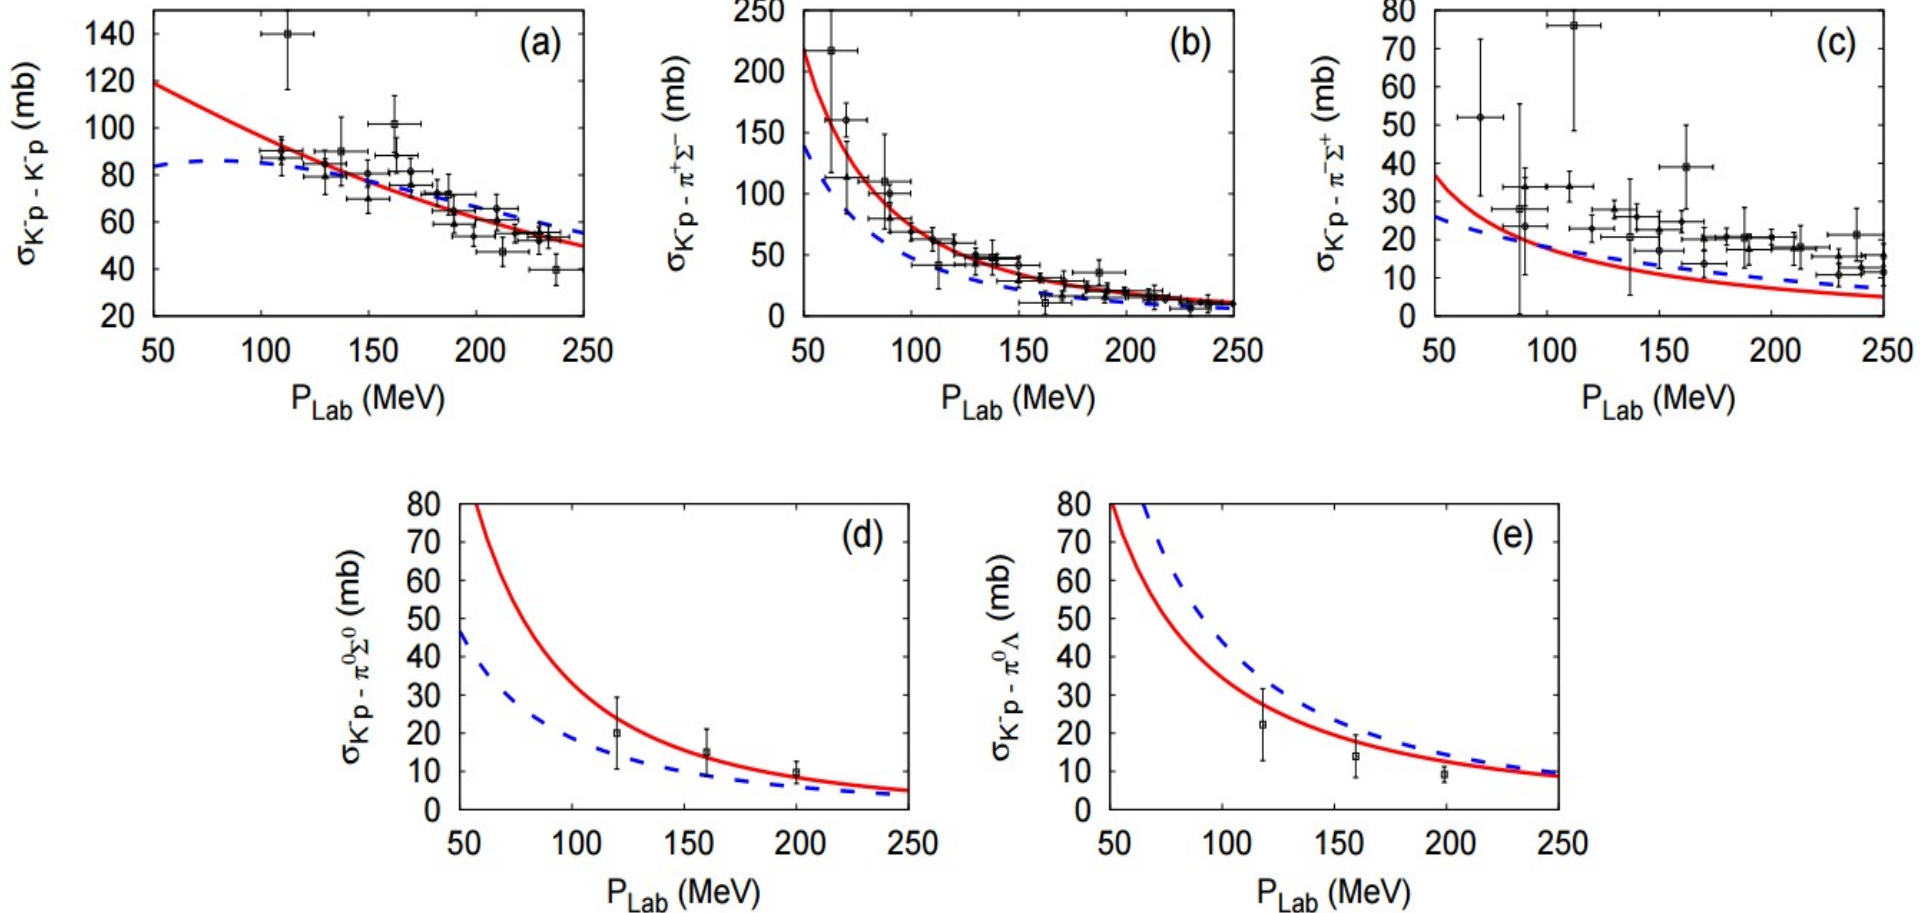 (a)
140
120
100
80
60
40
20
50 100 150 200 250
σK⁻p - K⁻p (mb)
PLab (MeV)
(b)
250
200
150
100
50
0
50 100 150 200 250
σK⁻p - π⁺Σ⁻ (mb)
PLab (MeV)
(c)
80
70
60
50
40
30
20
10
0
50 100 150 200 250
σK⁻p - π⁻Σ⁺ (mb)
PLab (MeV)
(d)
80
70
60
50
40
30
20
10
0
50 100 150 200 250
σK⁻p - π⁰Σ⁰ (mb)
PLab (MeV)
(e)
80
70
60
50
40
30
20
10
0
50 100 150 200 250
σK⁻p - π⁰Λ (mb)
PLab (MeV)